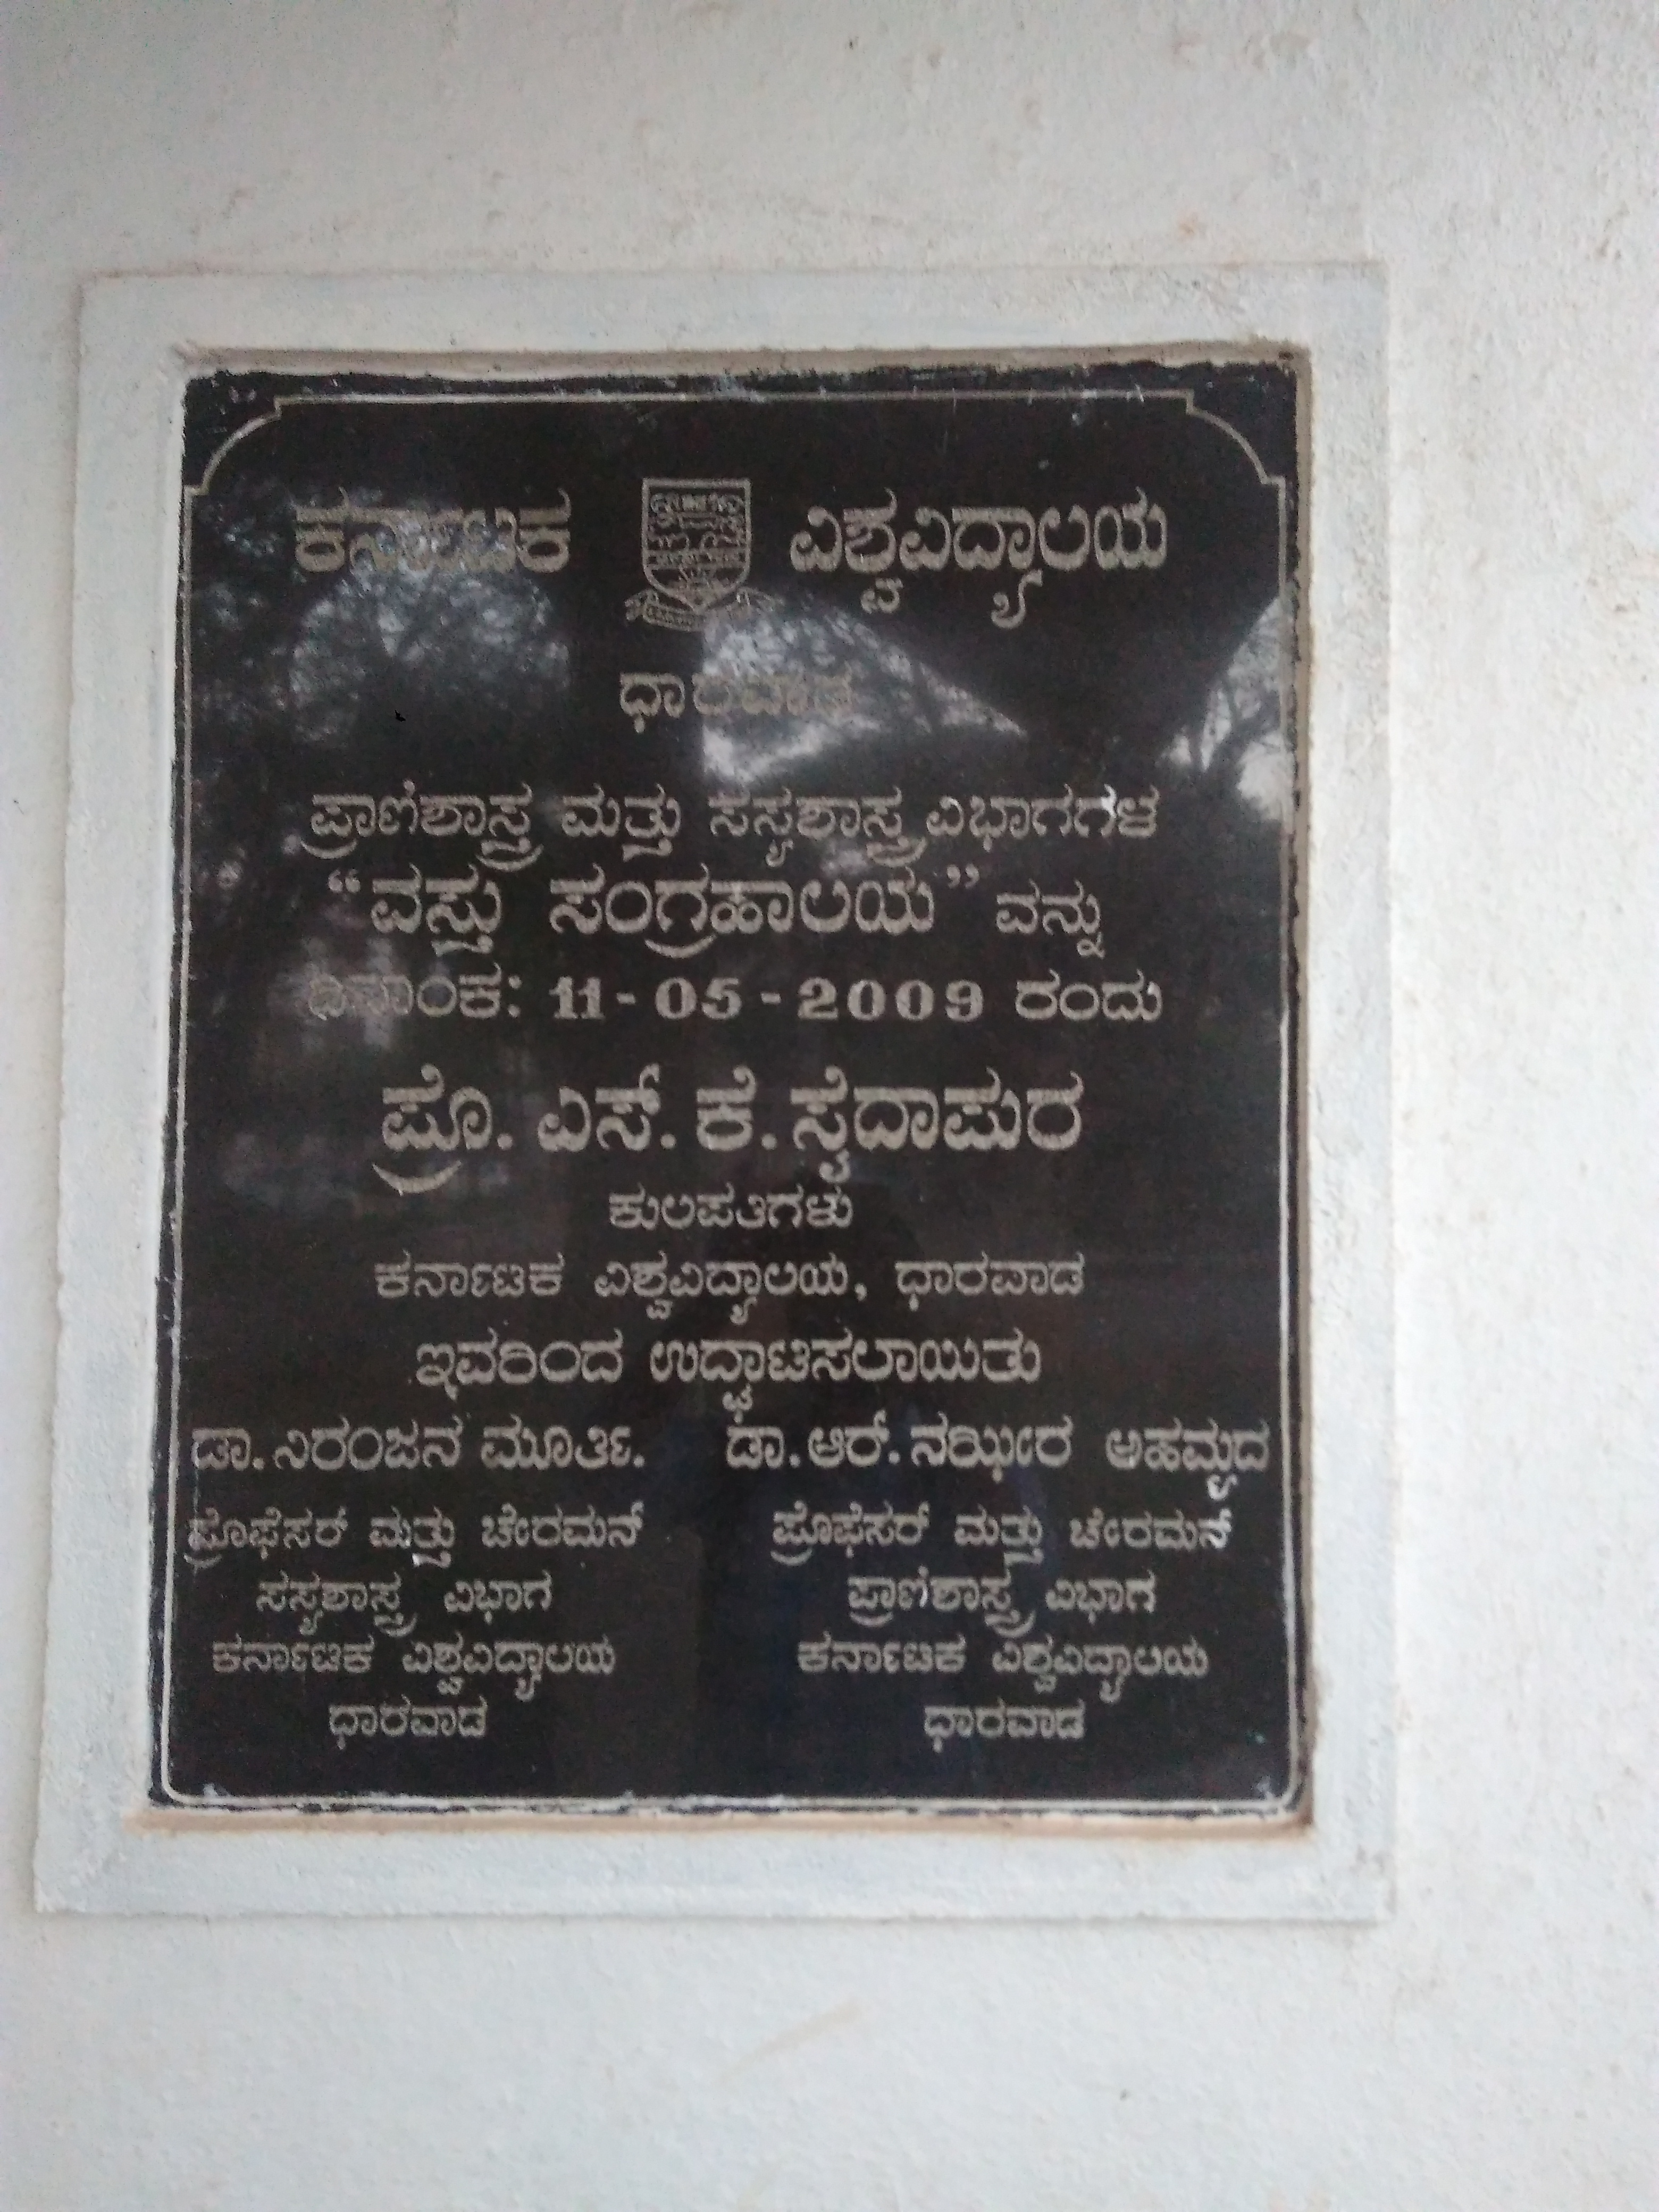 ಕರ್ನಾಟಕ ವಿಶ್ವವಿದ್ಯಾಲಯ
ಧಾರವಾಡ
ಪ್ರಾಣಿಶಾಸ್ತ್ರ ಮತ್ತು ಸಸ್ಯಶಾಸ್ತ್ರ ವಿಭಾಗಗಳ
“ವಸ್ತು ಸಂಗ್ರಹಾಲಯ” ವನ್ನು
ದಿನಾಂಕ: 11-05-2009 ರಂದು
ಪ್ರೊ. ಎಸ್. ಕೆ. ಸೈದಾಪುರ
ಕುಲಪತಿಗಳು
ಕರ್ನಾಟಕ ವಿಶ್ವವಿದ್ಯಾಲಯ, ಧಾರವಾಡ
ಇವರಿಂದ ಉದ್ಘಾಟಿಸಲಾಯಿತು
ಡಾ. ನಿರಂಜನ ಮೂರ್ತಿ. ಡಾ. ಆರ್. ನಝೀರ ಅಹಮ್ಮದ
ಪ್ರೊಫೆಸರ್ ಮತ್ತು ಚೇರಮನ್ ಪ್ರೊಫೆಸರ್ ಮತ್ತು ಚೇರಮನ್
ಸಸ್ಯಶಾಸ್ತ್ರ ವಿಭಾಗ ಪ್ರಾಣಿಶಾಸ್ತ್ರ ವಿಭಾಗ
ಕರ್ನಾಟಕ ವಿಶ್ವವಿದ್ಯಾಲಯ ಕರ್ನಾಟಕ ವಿಶ್ವವಿದ್ಯಾಲಯ
ಧಾರವಾಡ ಧಾರವಾಡ